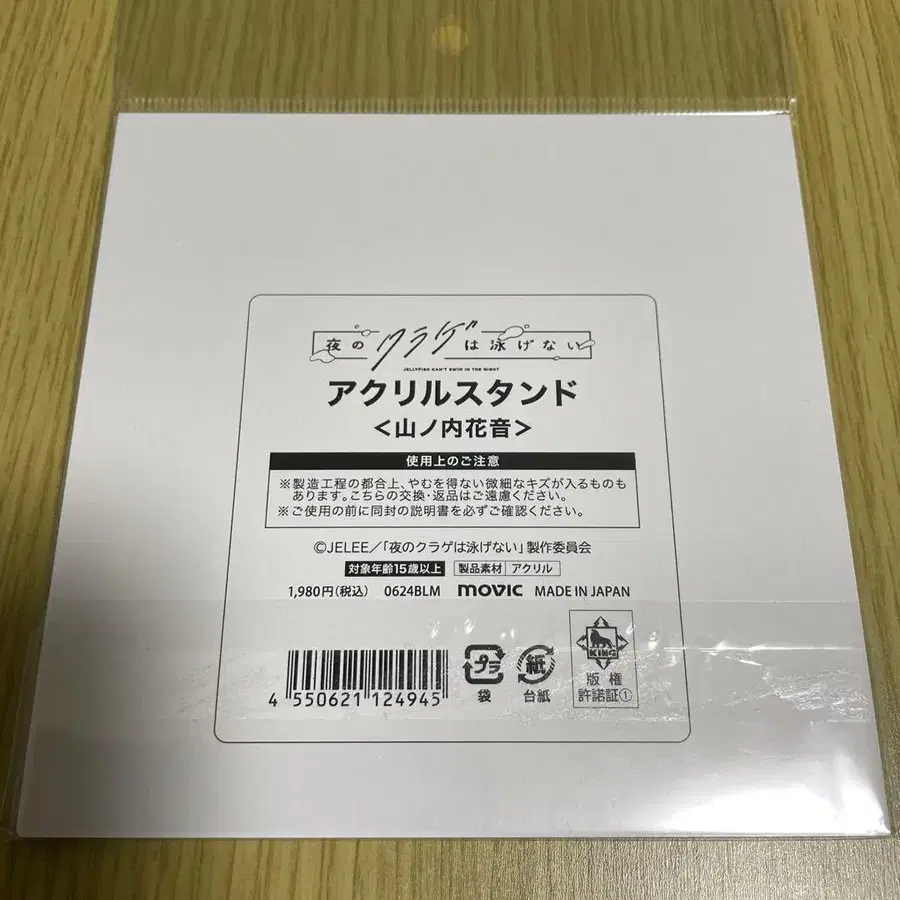 夜のクラゲは泳げない
JELLYFISH CAN'T SWIM IN THE NIGHT
アクリルスタンド
＜山ノ内花音＞
使用上のご注意
※製造工程の都合上、やむを得ない微細なキズが入るものも
あります。こちらの交換・返品はご遠慮ください。
※ご使用の前に同封の説明書を必ずご確認ください。
©JELEE／「夜のクラゲは泳げない」製作委員会
対象年齢15歳以上 製品素材 アクリル
1,980円(税込) 0624BLM movic MADE IN JAPAN
4 550621 124945
プラ
袋
紙
台紙
KING
版権
許諾証①